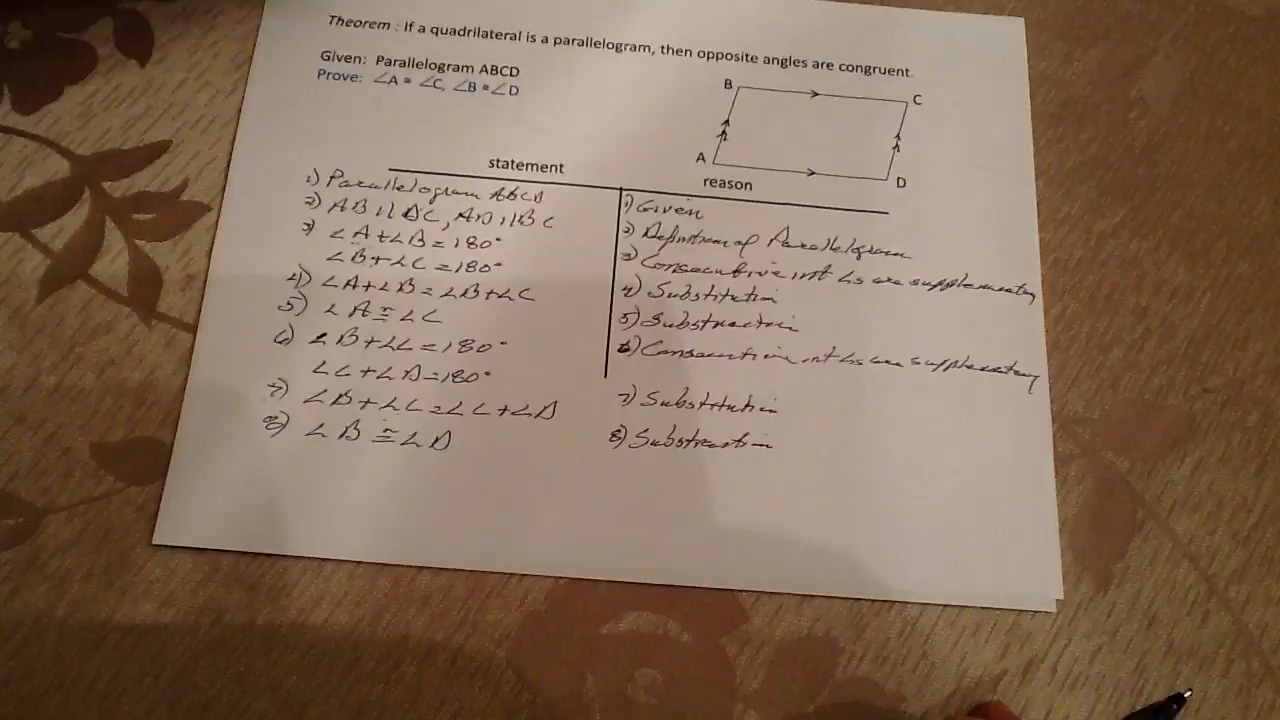 Theorem : If a quadrilateral is a parallelogram, then opposite angles are congruent.
Given: Parallelogram ABCD
Prove: ∠A ≅ ∠C, ∠B ≅ ∠D
B
C
A
D
statement
reason
1) Parallelogram ABCD
1) Given
2) AB || DC, AD || BC
2) Definition of Parallelogram
3) ∠A + ∠B = 180°
∠B + ∠C = 180°
3) Consecutive int ∠s are supplementary
4) ∠A + ∠B = ∠B + ∠C
4) Substitution
5) ∠A ≅ ∠C
5) Substraction
6) ∠B + ∠C = 180°
∠C + ∠D = 180°
6) Consecutive int ∠s are supplementary
7) ∠B + ∠C = ∠C + ∠D
7) Substitution
8) ∠B ≅ ∠D
8) Substraction